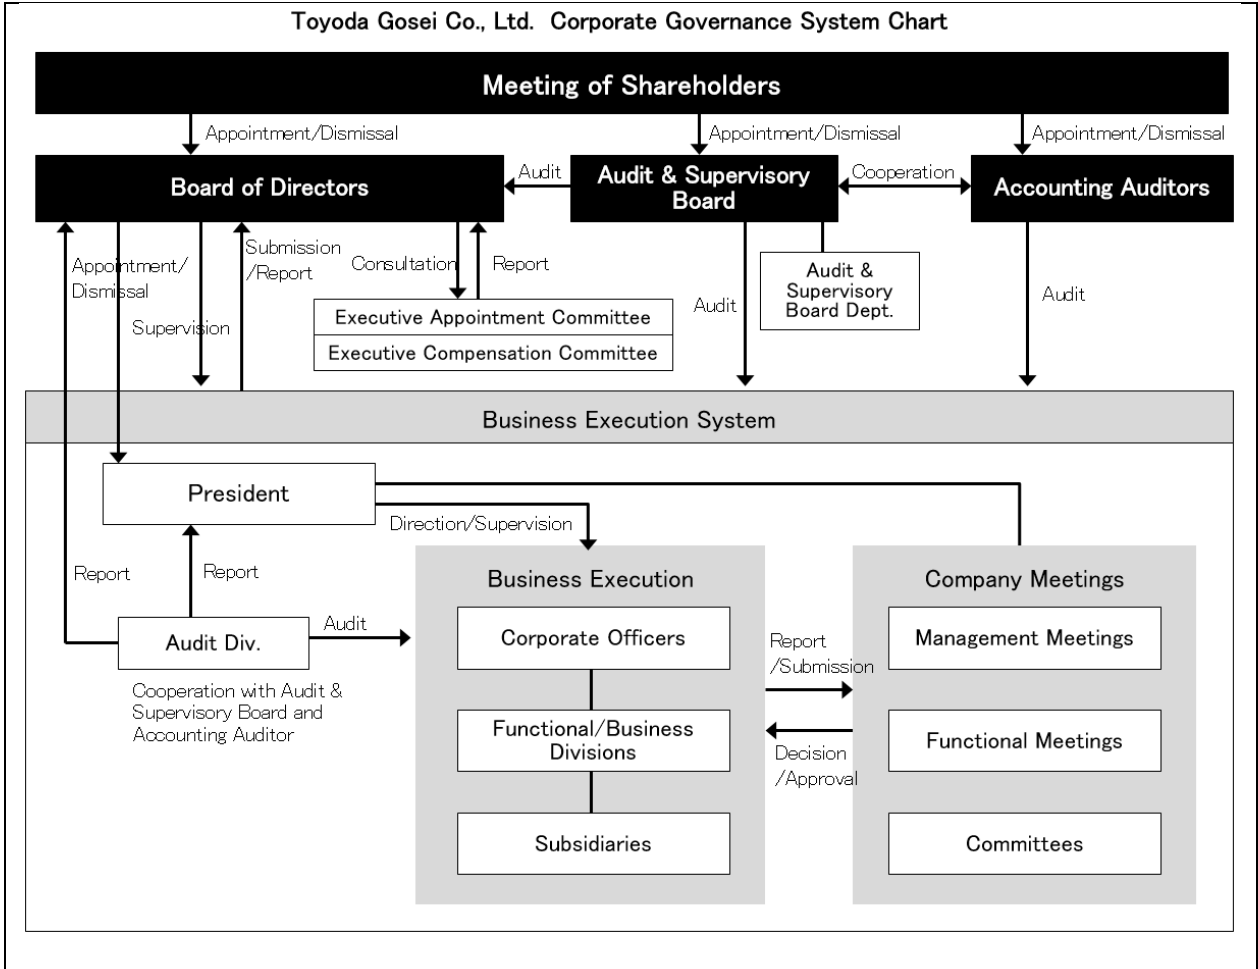 Toyoda Gosei Co., Ltd.  Corporate Governance System Chart
Meeting of Shareholders
Appointment/Dismissal
Appointment/Dismissal
Appointment/Dismissal
Board of Directors
Audit
Audit & Supervisory
Board
Cooperation
Accounting Auditors
Appointment/
Dismissal
Supervision
Submission
/Report
Consultation
Report
Executive Appointment Committee
Executive Compensation Committee
Audit
Audit &
Supervisory
Board Dept.
Audit
Business Execution System
President
Direction/Supervision
Report
Report
Audit Div.
Audit
Cooperation with Audit &
Supervisory Board and
Accounting Auditor
Business Execution
Corporate Officers
Functional/Business
Divisions
Subsidiaries
Report
/Submission
Decision
/Approval
Company Meetings
Management Meetings
Functional Meetings
Committees